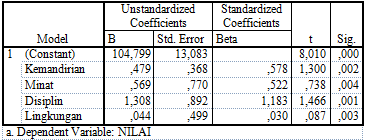 Unstandardized Coefficients Standardized Coefficients
Model B Std. Error Beta t Sig.
1 (Constant) 104,799 13,083 8,010 ,000
Kemandirian ,479 ,368 ,578 1,300 ,002
Minat ,569 ,770 ,522 ,738 ,004
Disiplin 1,308 ,892 1,183 1,466 ,001
Lingkungan ,044 ,499 ,030 ,087 ,003
a. Dependent Variable: NILAI